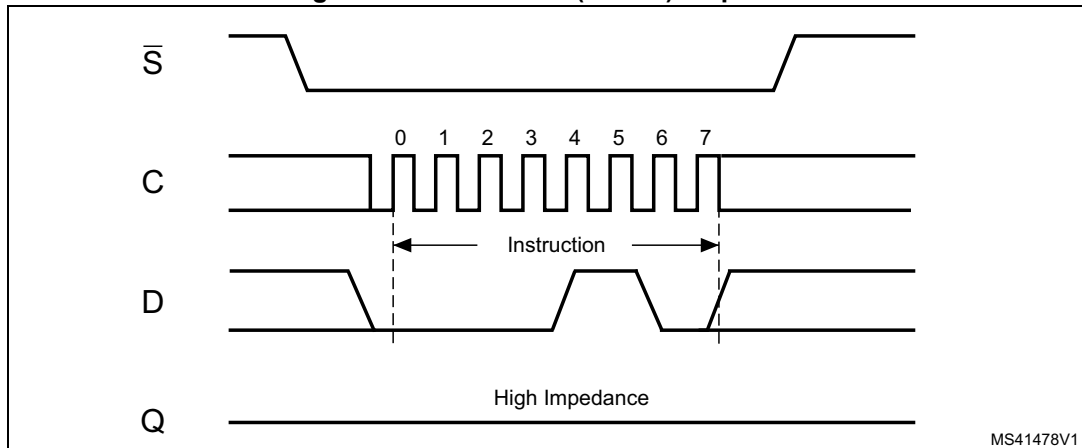 S̅
0 1 2 3 4 5 6 7
C
Instruction
D
High Impedance
Q
MS41478V1